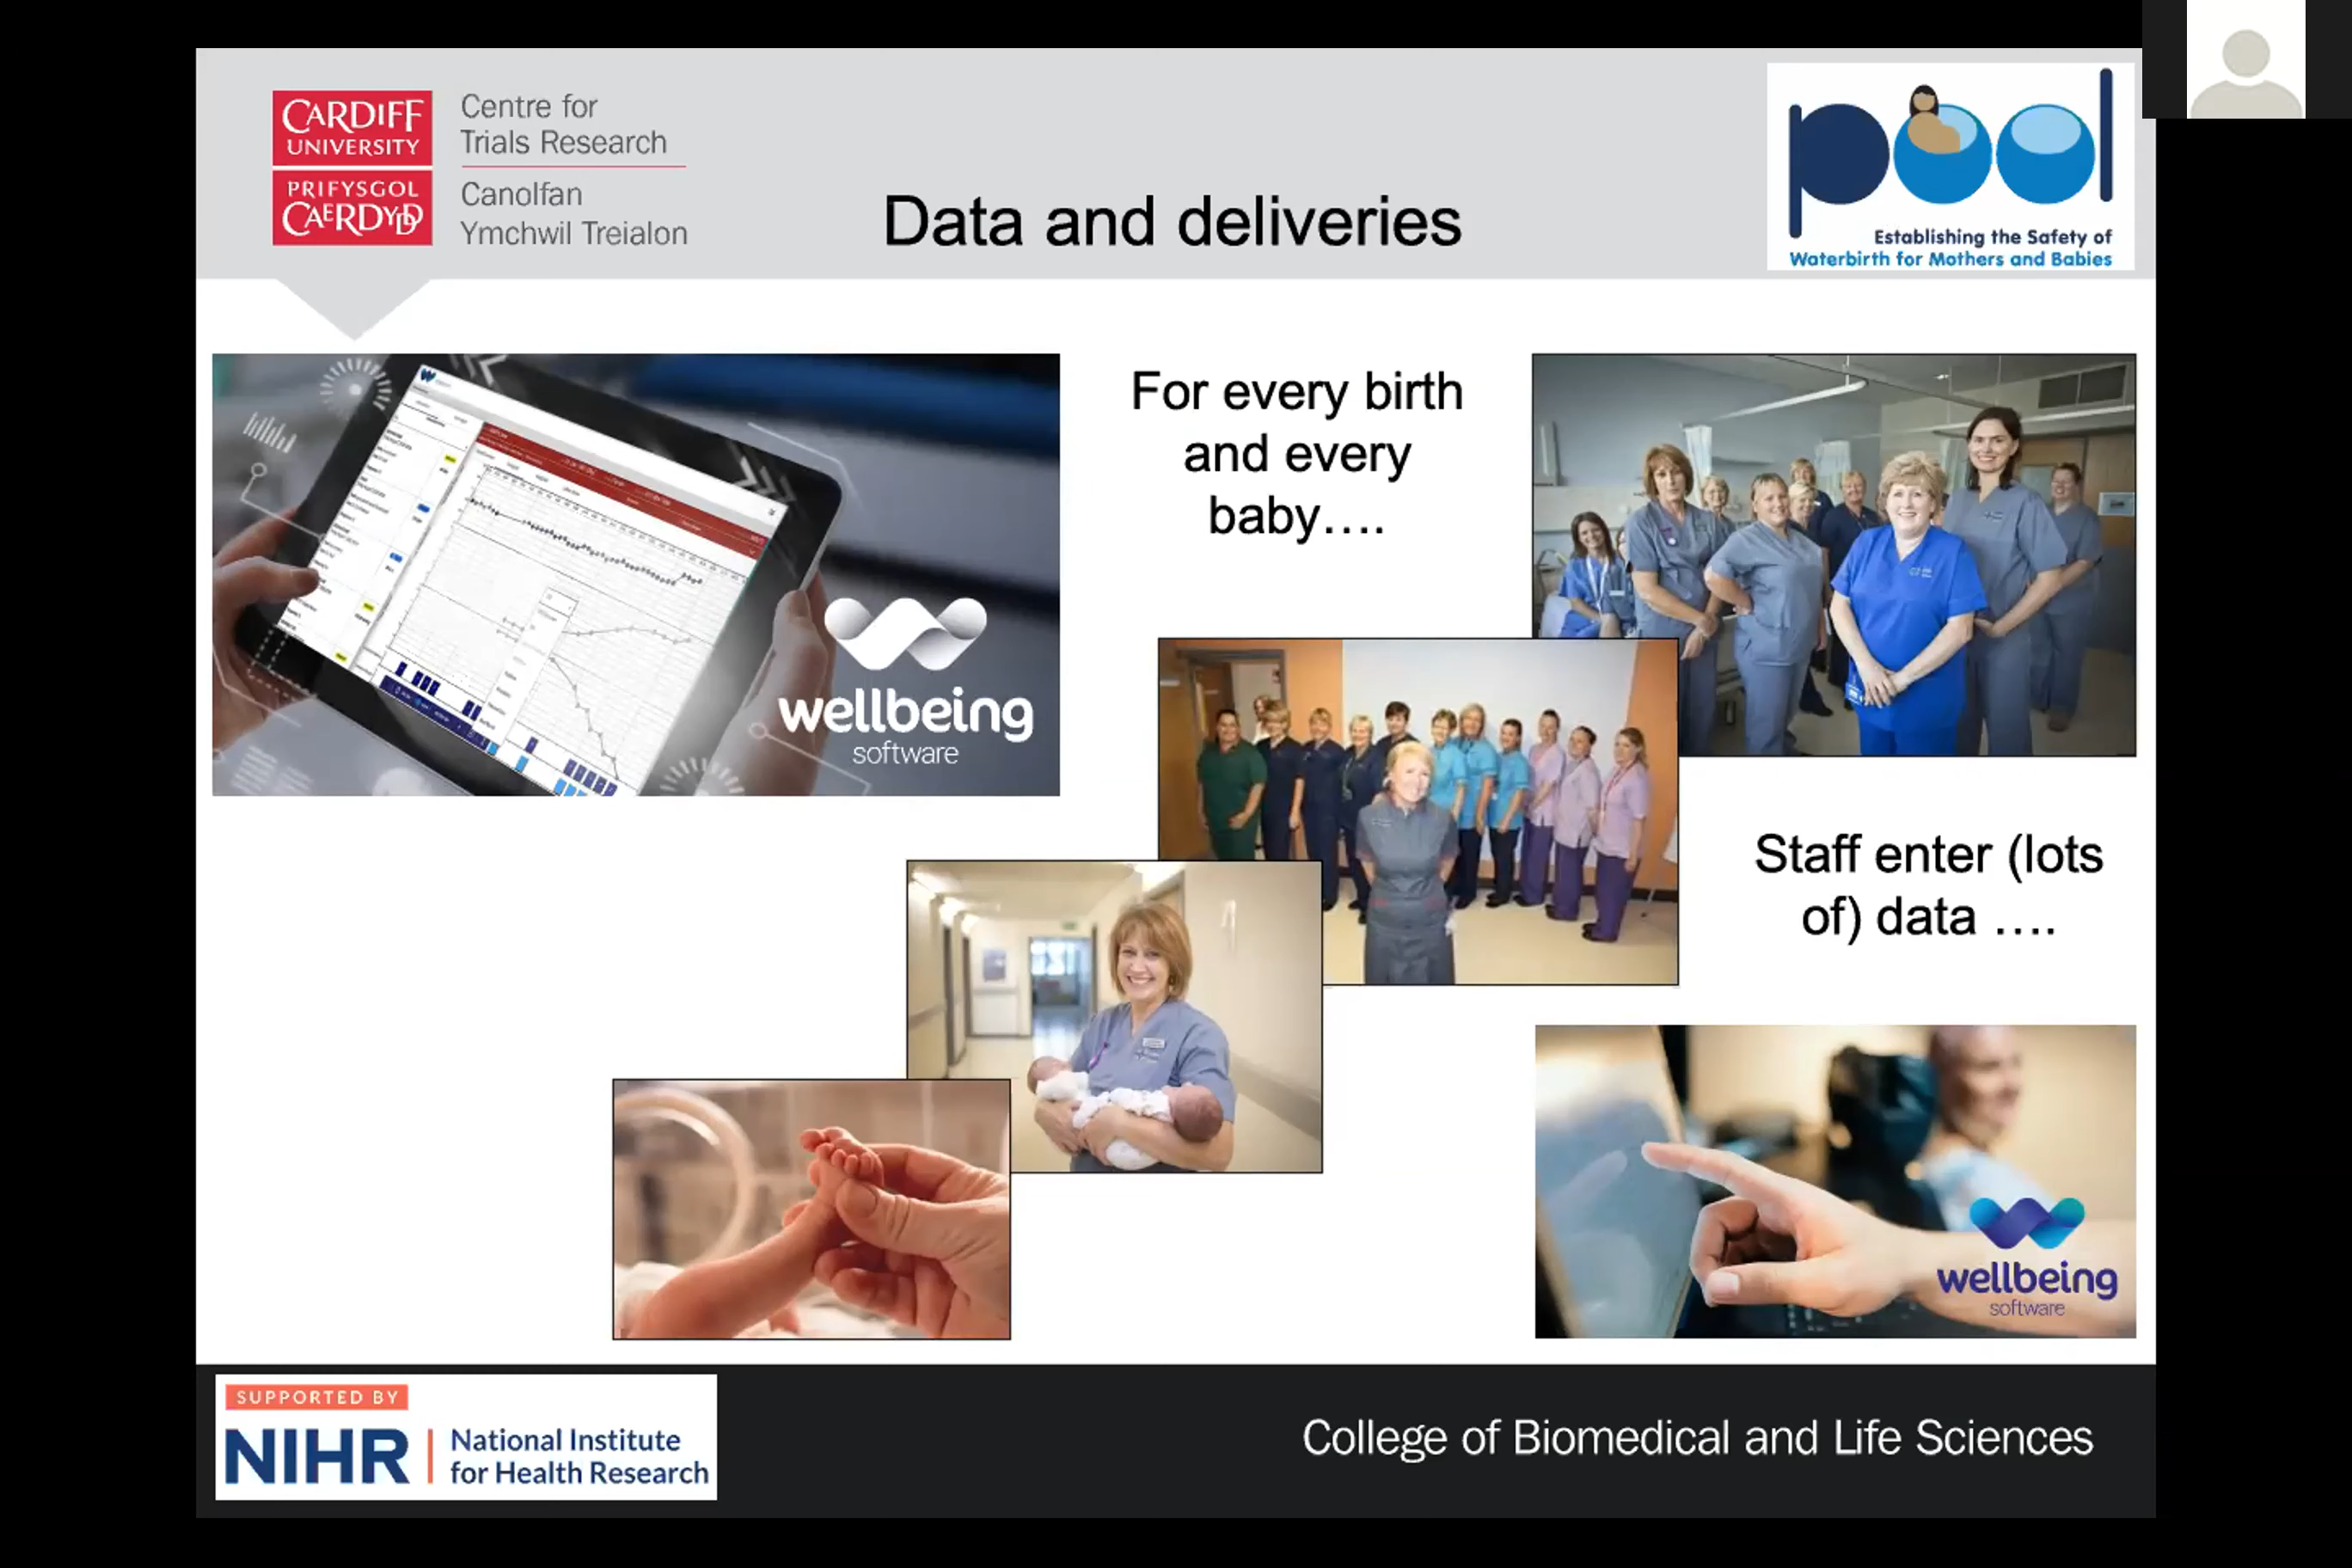 CARDIFF
UNIVERSITY
PRIFYSGOL
CAERDYDD
Centre for
Trials Research
Canolfan
Ymchwil Treialon
Data and deliveries
pool
Establishing the Safety of
Waterbirth for Mothers and Babies
For every birth
and every
baby....
wellbeing
software
Staff enter (lots
of) data ....
wellbeing
software
SUPPORTED BY
NIHR
National Institute
for Health Research
College of Biomedical and Life Sciences